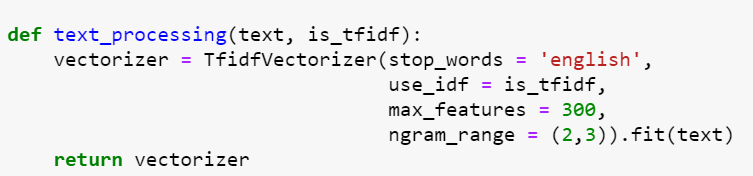 def text_processing(text, is_tfidf):
    vectorizer = TfidfVectorizer(stop_words = 'english',
                                 use_idf = is_tfidf,
                                 max_features = 300,
                                 ngram_range = (2,3)).fit(text)
    return vectorizer